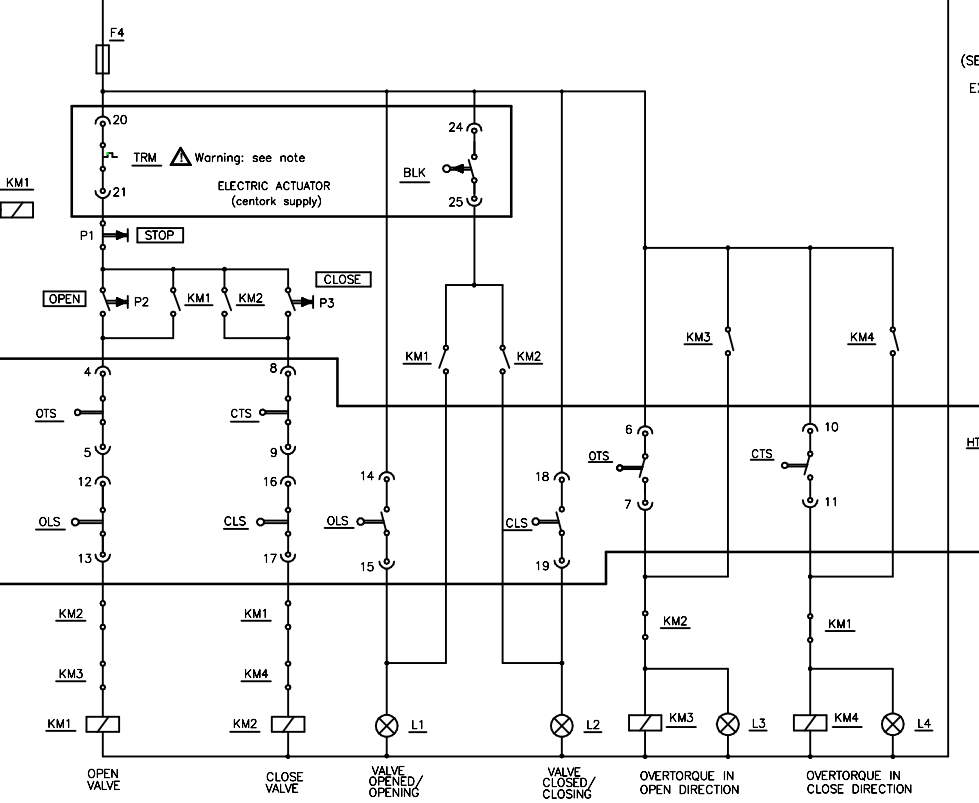 F4
(SE
EX
20
24
TRM
Warning: see note
BLK
KM1
ELECTRIC ACTUATOR
(centork supply)
21
25
P1
STOP
CLOSE
OPEN
P2
KM1
KM2
P3
KM3
KM4
KM1
KM2
4
8
OTS
CTS
6
10
HT
5
9
OTS
CTS
12
16
14
18
7
11
OLS
CLS
OLS
CLS
13
17
15
19
KM2
KM1
KM2
KM1
KM3
KM4
KM1
KM2
L1
L2
KM3
L3
KM4
L4
OPEN
VALVE
CLOSE
VALVE
VALVE
OPENED/
OPENING
VALVE
CLOSED/
CLOSING
OVERTORQUE IN
OPEN DIRECTION
OVERTORQUE IN
CLOSE DIRECTION